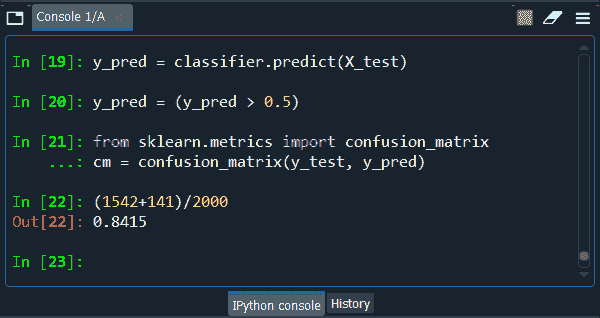 Console 1/A
In [19]: y_pred = classifier.predict(X_test)
In [20]: y_pred = (y_pred > 0.5)
In [21]: from sklearn.metrics import confusion_matrix
...: cm = confusion_matrix(y_test, y_pred)
In [22]: (1542+141)/2000
Out[22]: 0.8415
In [23]:
IPython console History